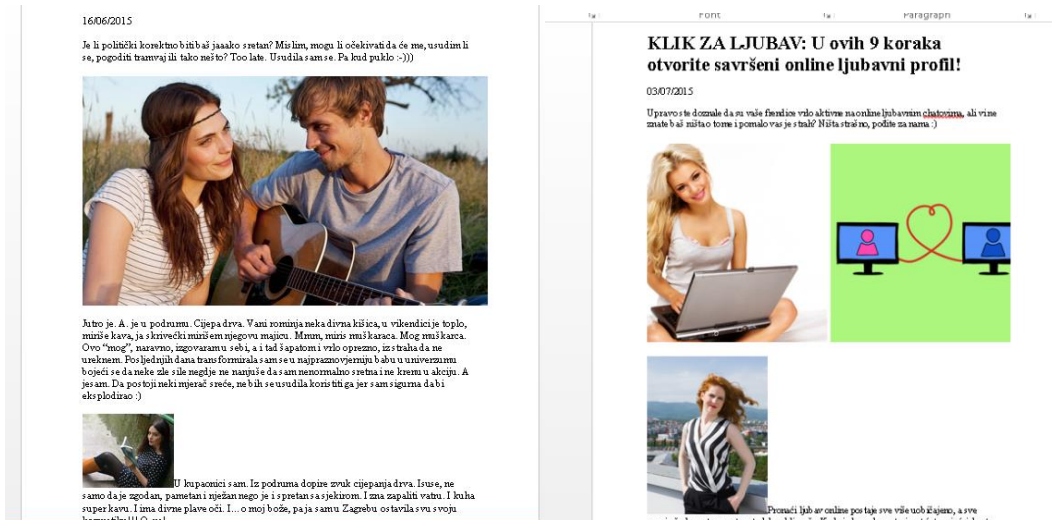 16/06/2015
Je li politički korektno biti baš jaaako sretan? Mislim, mogu li očekivati da će me, usudim li
se, pogoditi tramvaj ili tako nešto? Too late. Usudila sam se. Pa kud puklo :-)))
Jutro je. A. je u podrumu. Cijepa drva. Vani rominja neka divna kišica, u vikendici je toplo,
miriše kava, ja skrivećki mirišem njegovu majicu. Mmm, miris muškaraca. Mog muškarca.
Ovo “mog”, naravno, izgovaram u sebi, a i tad šapatom i vrlo oprezno, iz straha da ne
ureknem. Posljednjih dana transformirala sam se u najpraznovjerniju babu u univerzumu
bojeći se da neke zle sile negdje ne nanjuše da sam nenormalno sretna i ne krenu u akciju. A
jesam. Da postoji neki mjerač sreće, ne bih se usudila koristiti ga jer sam sigurna da bi
eksplodirao :)
U kupaonici sam. Iz podruma dopire zvuk cijepanja drva. Isuse, ne
samo da je zgodan, pametan i nježan nego je i spretan sa sjekirom. I zna zapaliti vatru. I kuha
super kavu. I ima divne plave oči. I... o moj bože, pa ja sam u Zagrebu ostavila svu svoju
Font
Paragraph
KLIK ZA LJUBAV: U ovih 9 koraka
otvorite savršeni online ljubavni profil!
03/07/2015
Upravo ste doznale da su vaše frendice vrlo aktivne na online ljubavnim chatovima, ali vi ne
znate baš ništa o tome i pomalo vas je strah? Ništa strašno, pođite za nama :)
Pronaći ljubav online postaje sve više uobičajeno, a sve